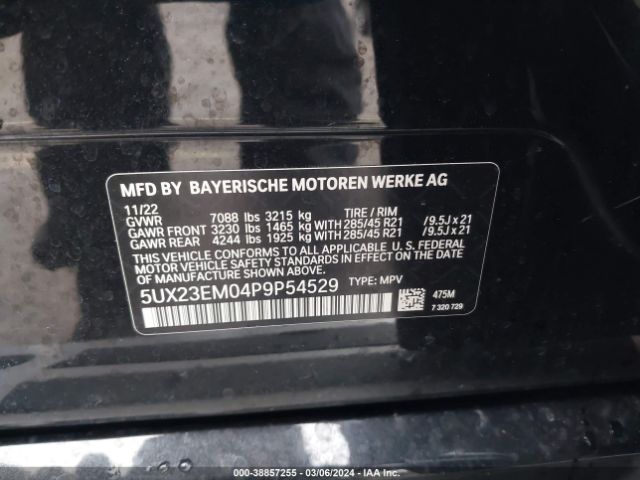 MFD BY BAYERISCHE MOTOREN WERKE AG
11/22
GVWR 7088 lbs 3215 kg TIRE / RIM
GAWR FRONT 3230 lbs 1465 kg WITH 285/45 R21 /9.5J x 21
GAWR REAR 4244 lbs 1925 kg WITH 285/45 R21 /9.5J x 21
THIS VEHICLE CONFORMS TO ALL APPLICABLE U. S. FEDERAL
MOTOR VEHICLE SAFETY STANDARDS IN EFFECT ON THE DATE OF
MANUFACTURE SHOWN ABOVE.
5UX23EM04P9P54529 TYPE: MPV
475M
7 320 729
000-38857255 - 03/06/2024 - IAA Inc.